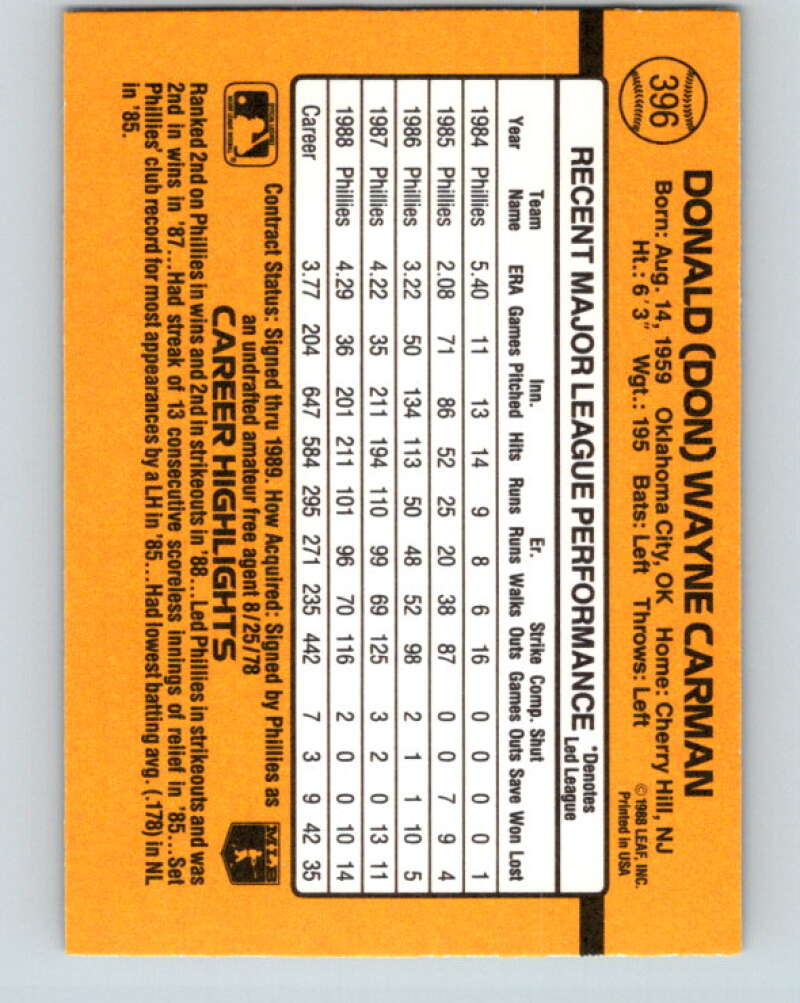 396
DONALD (DON) WAYNE CARMAN
Born: Aug. 14, 1959 Oklahoma City, OK Home: Cherry Hill, NJ
Ht.: 6'3" Wgt.: 195 Bats: Left Throws: Left
© 1988 LEAF, INC.
Printed in USA
RECENT MAJOR LEAGUE PERFORMANCE
*Denotes
Led League
Team Inn. Er. Strike Comp. Shut
Year Name ERA Games Pitched Hits Runs Runs Walks Outs Games Outs Save Won Lost
1984 Phillies 5.40 11 13 14 9 8 6 16 0 0 0 0 1
1985 Phillies 2.08 71 86 52 25 20 38 87 0 0 7 9 4
1986 Phillies 3.22 50 134 113 50 48 52 98 2 1 1 10 5
1987 Phillies 4.22 35 211 194 110 99 69 125 3 2 0 13 11
1988 Phillies 4.29 36 201 211 101 96 70 116 2 0 0 10 14
Career 3.77 204 647 584 295 271 235 442 7 3 9 42 35
Contract Status: Signed thru 1989. How Acquired: Signed by Phillies as
an undrafted amateur free agent 8/25/78
CAREER HIGHLIGHTS
MLB
Ranked 2nd on Phillies in wins and 2nd in strikeouts in '88...Led Phillies in strikeouts and was
2nd in wins in '87...Had streak of 13 consecutive scoreless innings of relief in '85...Set
Phillies' club record for most appearances by a LH in '85...Had lowest batting avg. (.178) in NL
in '85.